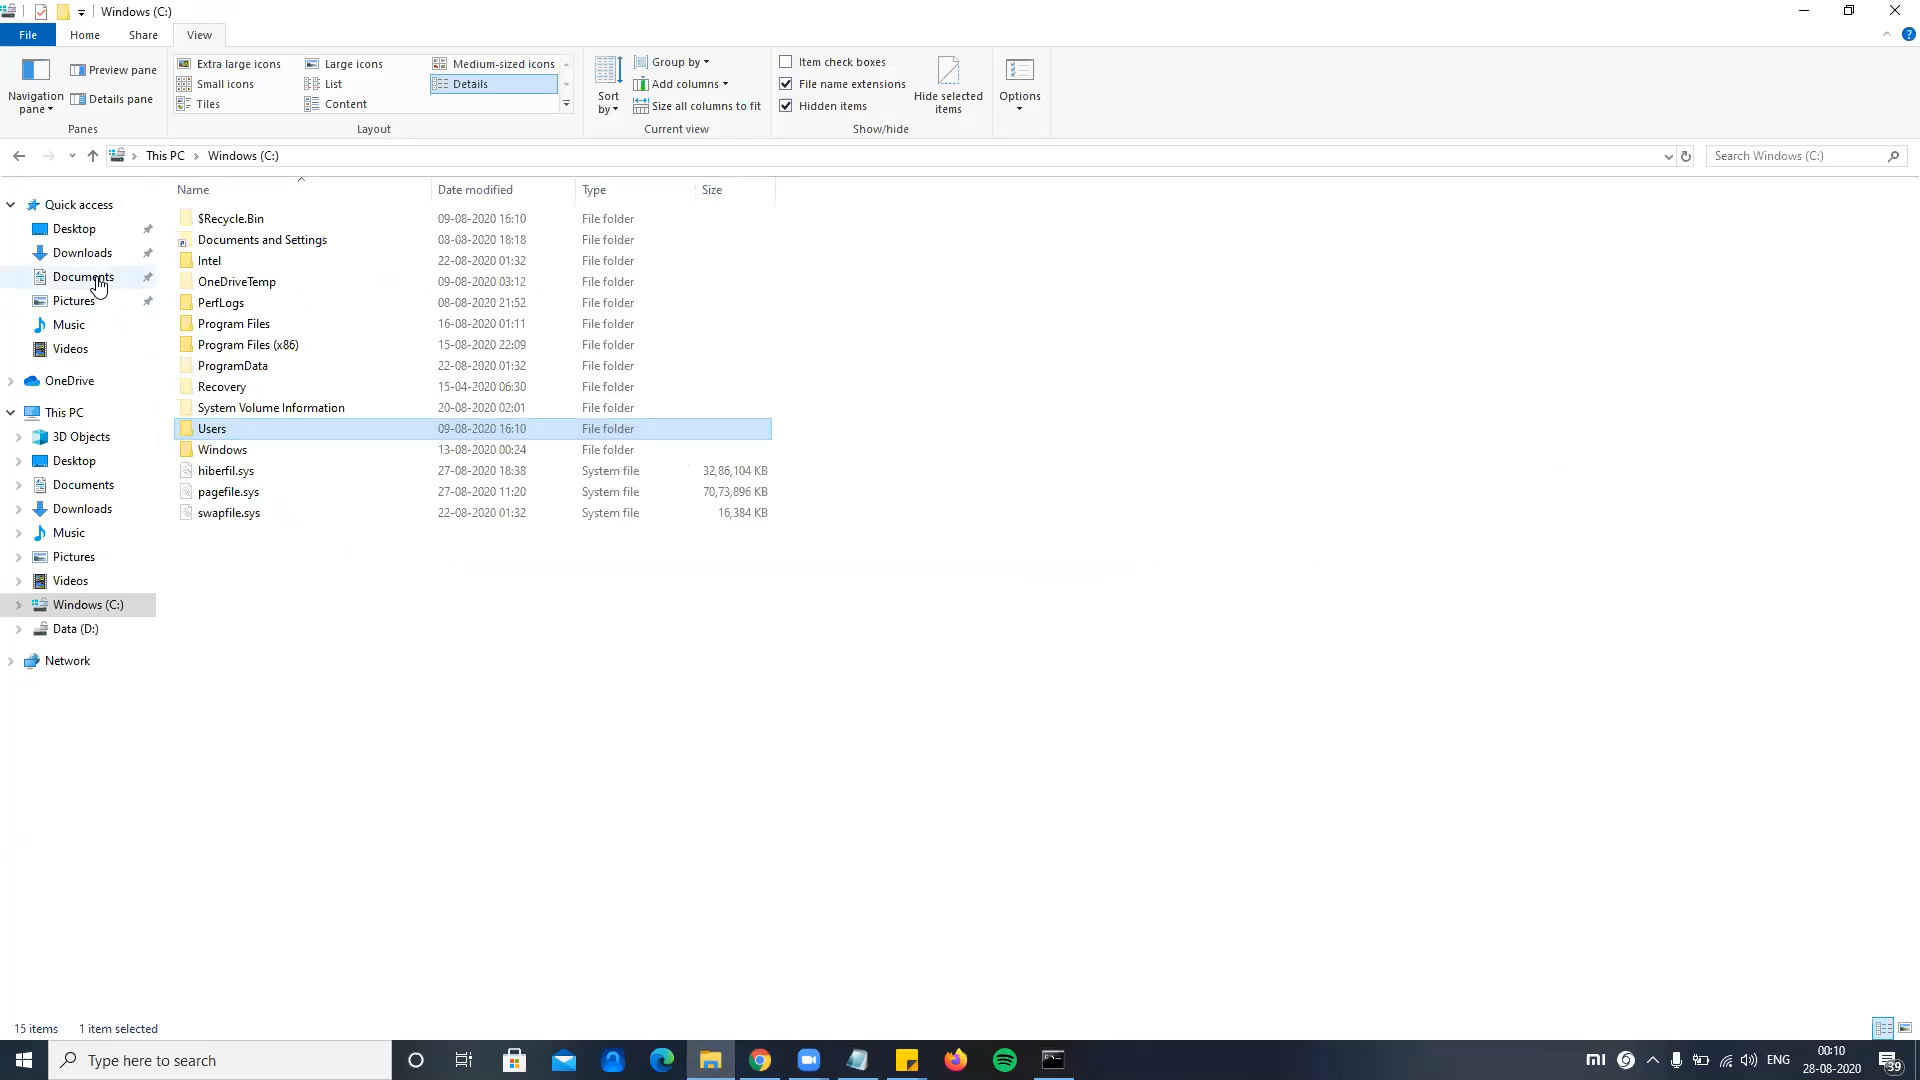 Windows (C:)
File Home Share View
Navigation pane
Preview pane
Details pane
Panes
Extra large icons Large icons Medium-sized icons
Small icons List Details
Tiles Content
Layout
Sort by
Group by
Add columns
Size all columns to fit
Current view
Item check boxes
File name extensions
Hidden items
Hide selected items
Show/hide
Options
This PC > Windows (C:)
Search Windows (C:)
Quick access
Desktop
Downloads
Documents
Pictures
Music
Videos
OneDrive
This PC
3D Objects
Desktop
Documents
Downloads
Music
Pictures
Videos
Windows (C:)
Data (D:)
Network
Name Date modified Type Size
$Recycle.Bin 09-08-2020 16:10 File folder
Documents and Settings 08-08-2020 18:18 File folder
Intel 22-08-2020 01:32 File folder
OneDriveTemp 09-08-2020 03:12 File folder
PerfLogs 08-08-2020 21:52 File folder
Program Files 16-08-2020 01:11 File folder
Program Files (x86) 15-08-2020 22:09 File folder
ProgramData 22-08-2020 01:32 File folder
Recovery 15-04-2020 06:30 File folder
System Volume Information 20-08-2020 02:01 File folder
Users 09-08-2020 16:10 File folder
Windows 13-08-2020 00:24 File folder
hiberfil.sys 27-08-2020 18:38 System file 32,86,104 KB
pagefile.sys 27-08-2020 11:20 System file 70,73,896 KB
swapfile.sys 22-08-2020 01:32 System file 16,384 KB
15 items 1 item selected
Type here to search
mi
ENG
00:10
28-08-2020
39